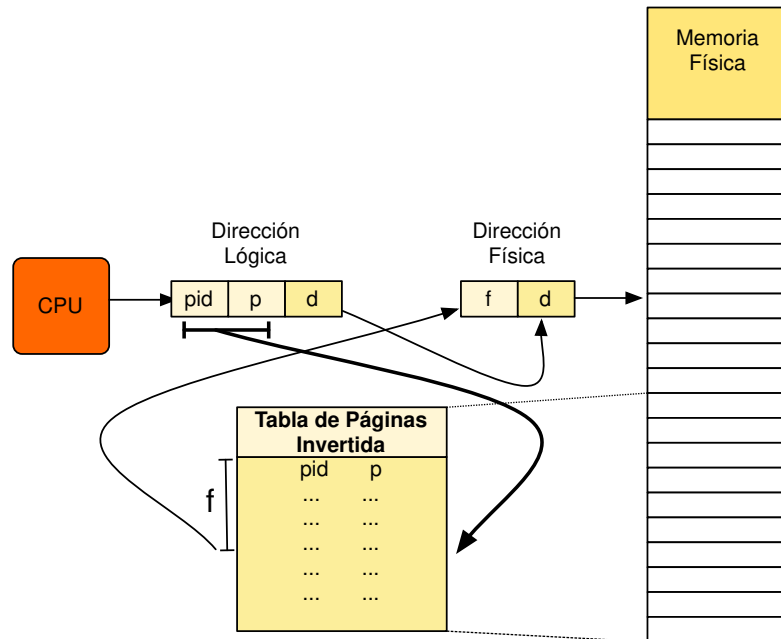 Memoria
Física
Dirección
Lógica
Dirección
Física
CPU
pid p d
f d
Tabla de Páginas
Invertida
pid p
... ...
... ...
... ...
... ...
... ...
f